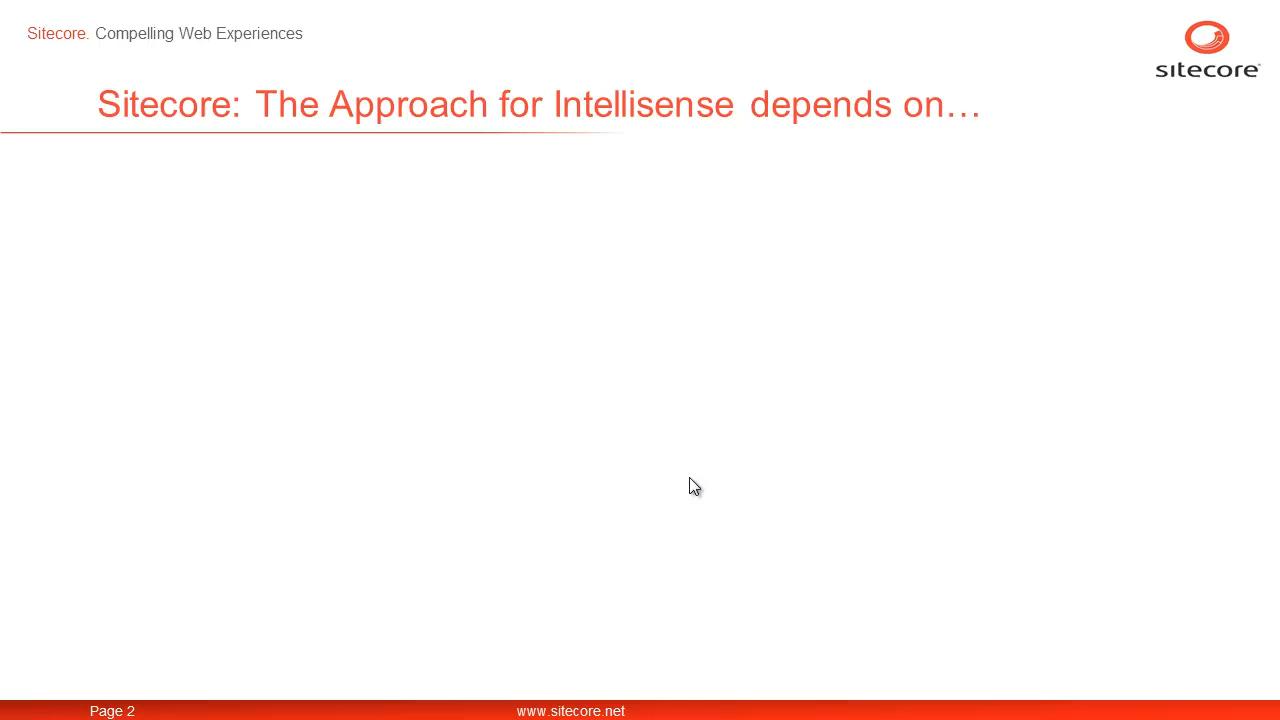 Sitecore. Compelling Web Experiences
sitecore
Sitecore: The Approach for Intellisense depends on…
Page 2
www.sitecore.net